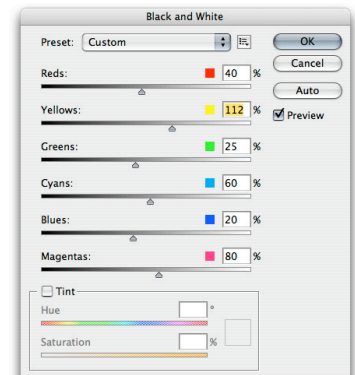 Black and White
Preset: Custom
OK
Cancel
Auto
Preview
Reds: 40 %
Yellows: 112 %
Greens: 25 %
Cyans: 60 %
Blues: 20 %
Magentas: 80 %
Tint
Hue °
Saturation %